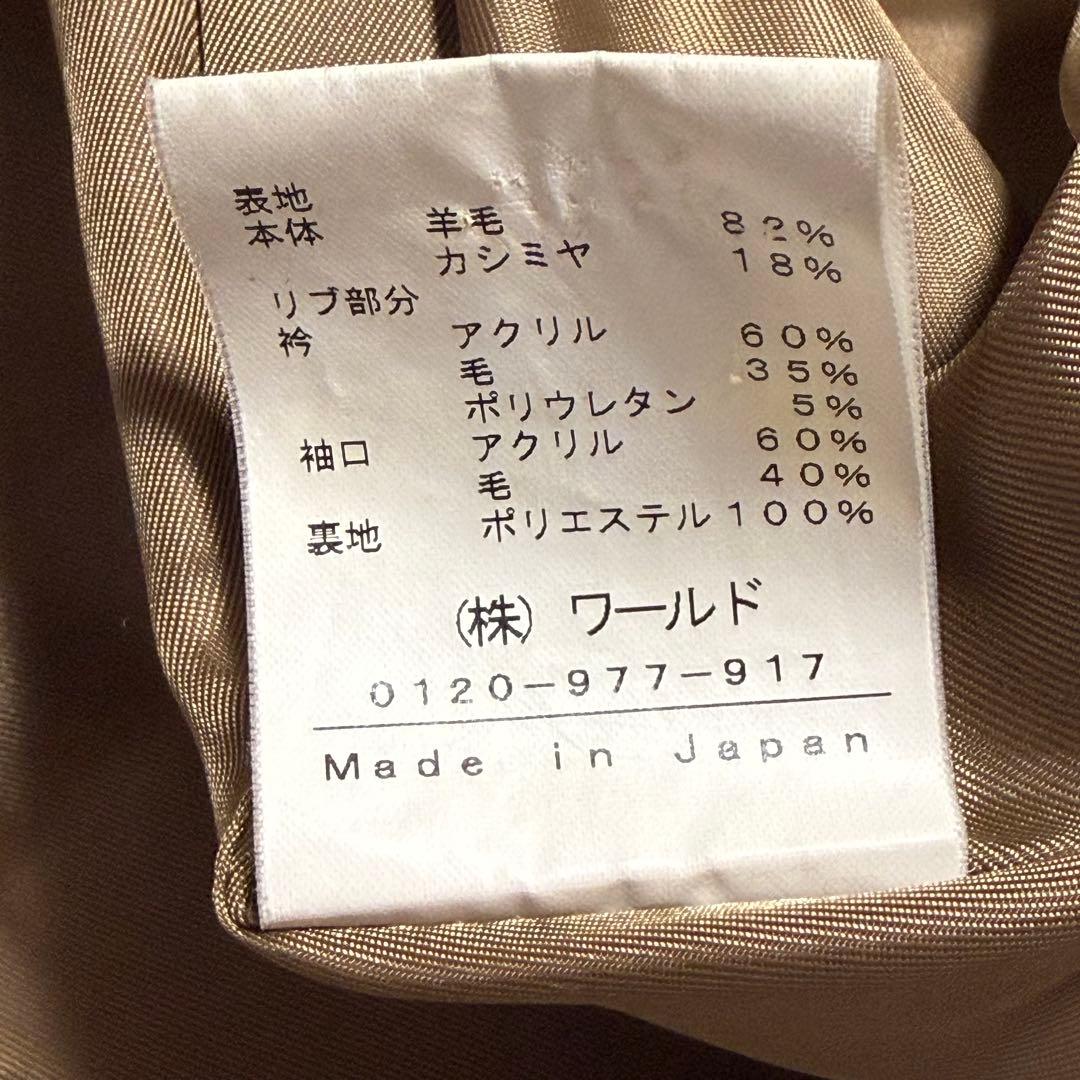 表地
本体 羊毛 82%
カシミヤ 18%
リブ部分
衿 アクリル 60%
毛 35%
ポリウレタン 5%
袖口 アクリル 60%
毛 40%
裏地 ポリエステル 100%
(株) ワールド
0120-977-917
Made in Japan